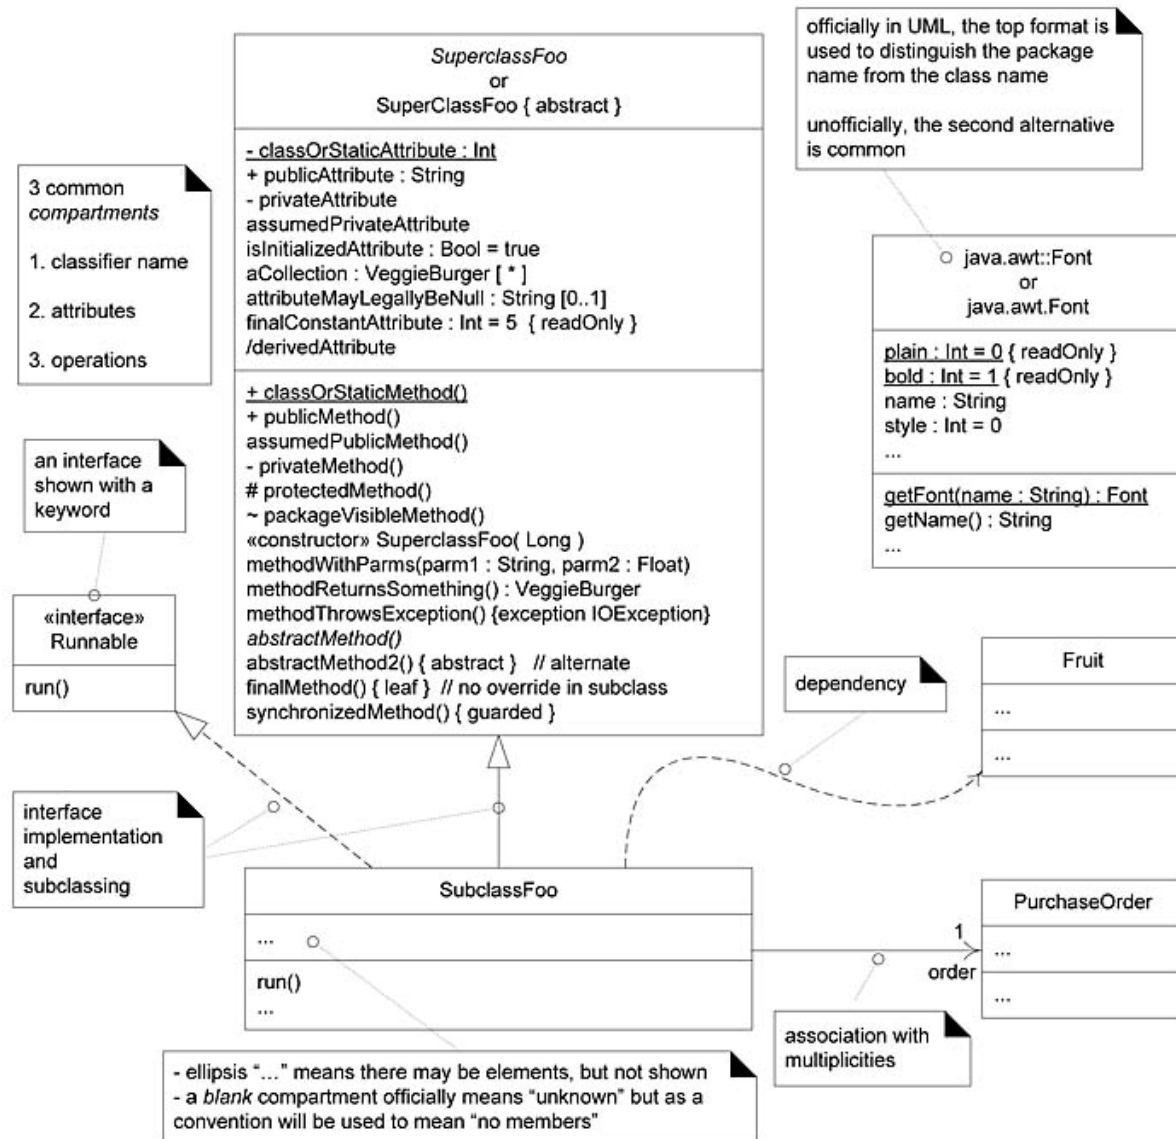 SuperclassFoo
or
SuperClassFoo { abstract }
- classOrStaticAttribute : Int
+ publicAttribute : String
- privateAttribute
assumedPrivateAttribute
isInitializedAttribute : Bool = true
aCollection : VeggieBurger [ * ]
attributeMayLegallyBeNull : String [0..1]
finalConstantAttribute : Int = 5 { readOnly }
/derivedAttribute
+ classOrStaticMethod()
+ publicMethod()
assumedPublicMethod()
- privateMethod()
# protectedMethod()
~ packageVisibleMethod()
«constructor» SuperclassFoo( Long )
methodWithParms(parm1 : String, parm2 : Float)
methodReturnsSomething() : VeggieBurger
methodThrowsException() {exception IOException}
abstractMethod()
abstractMethod2() { abstract } // alternate
finalMethod() { leaf } // no override in subclass
synchronizedMethod() { guarded }
officially in UML, the top format is
used to distinguish the package
name from the class name
unofficially, the second alternative
is common
3 common
compartments
1. classifier name
2. attributes
3. operations
java.awt::Font
or
java.awt.Font
plain : Int = 0 { readOnly }
bold : Int = 1 { readOnly }
name : String
style : Int = 0
...
getFont(name : String) : Font
getName() : String
...
an interface
shown with a
keyword
«interface»
Runnable
run()
dependency
Fruit
...
...
interface
implementation
and
subclassing
SubclassFoo
...
run()
...
1
order
PurchaseOrder
...
...
association with
multiplicities
- ellipsis “…” means there may be elements, but not shown
- a blank compartment officially means “unknown” but as a
convention will be used to mean “no members”